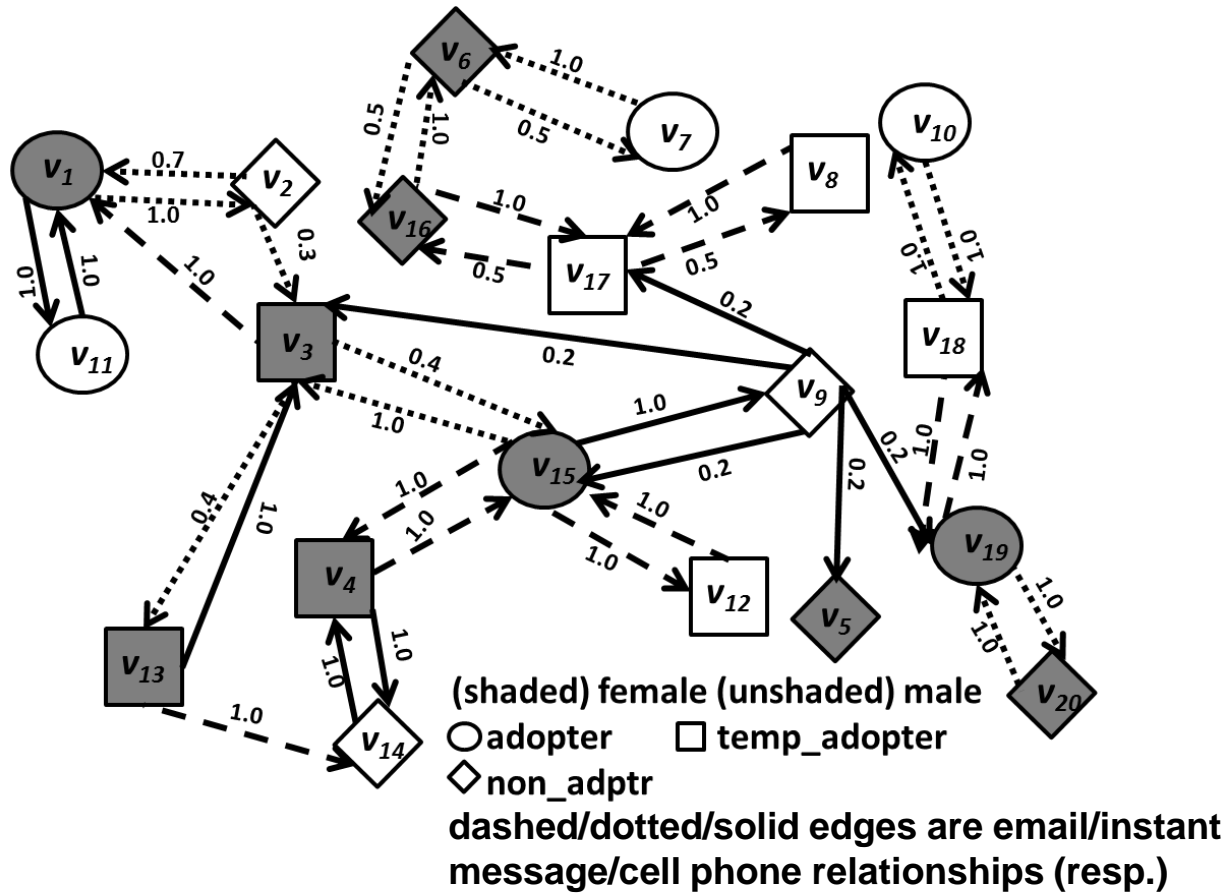 v6
1.0
v7
0.5
0.5
1.0
v10
v1
0.7
v2
1.0
v8
1.0
v16
1.0
1.0
0.3
1.0
0.5
v17
0.5
1.0
1.0
1.0
1.0
v11
v3
0.2
0.2
v18
0.4
v9
1.0
1.0
0.2
0.2
1.0
1.0
v15
0.2
1.0
1.0
1.0
1.0
v19
0.4
1.0
v4
v12
v5
1.0
1.0
v13
1.0
1.0
v20
1.0
v14
(shaded) female (unshaded) male
adopter temp_adopter
non_adptr
dashed/dotted/solid edges are email/instant
message/cell phone relationships (resp.)